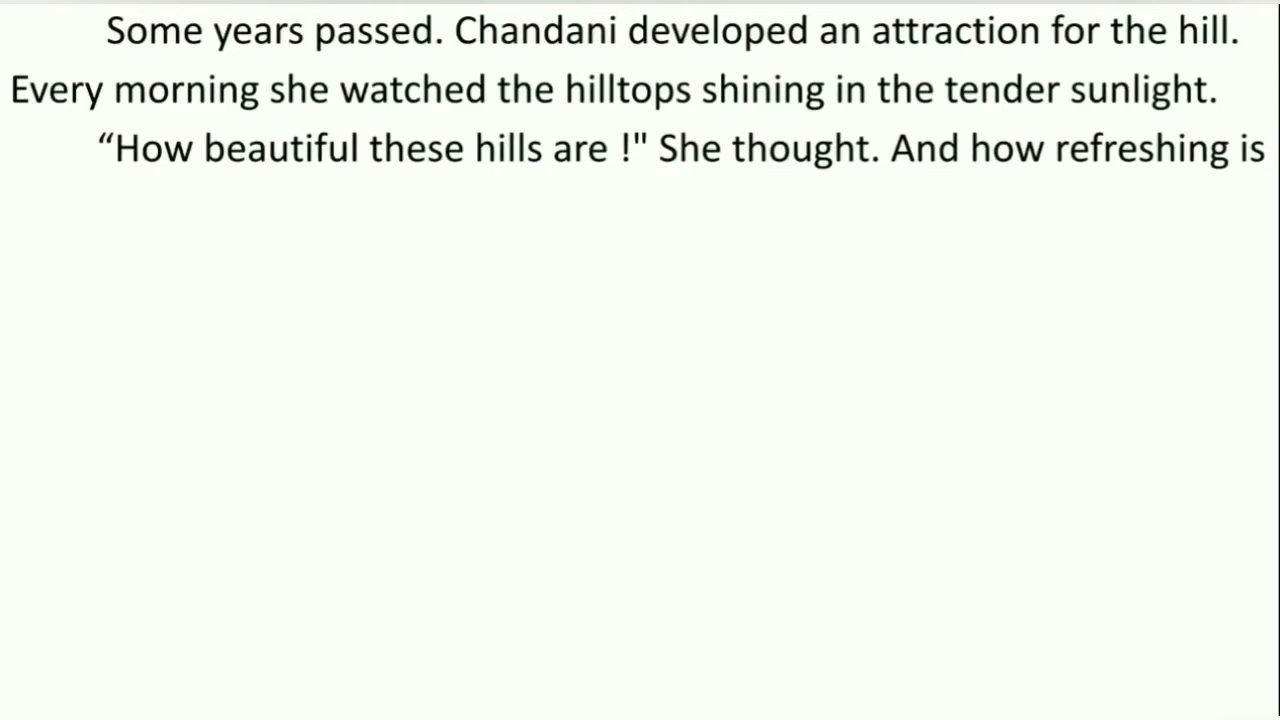 Some years passed. Chandani developed an attraction for the hill.
Every morning she watched the hilltops shining in the tender sunlight.
“How beautiful these hills are !" She thought. And how refreshing is